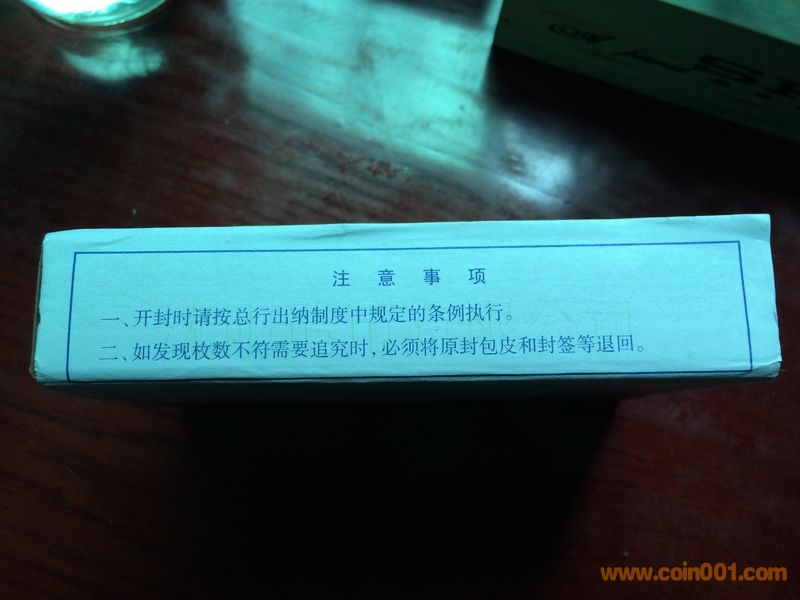 注意事项
一、开封时请按总行出纳制度中规定的条例执行。
二、如发现枚数不符需要追究时,必须将原封包皮和封签等退回。
www.coin001.com